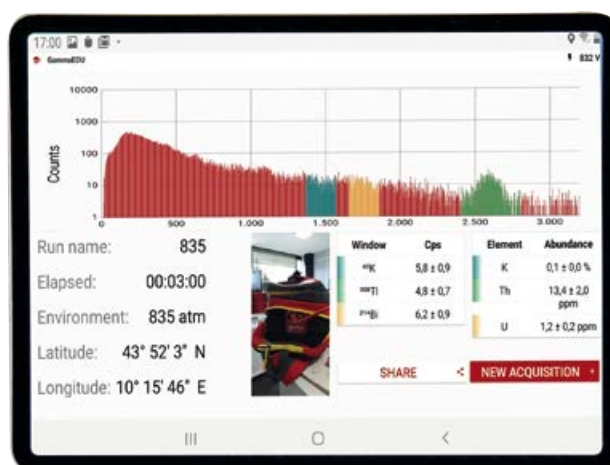 17:00
GammaEDU
832 V
10000
1000
100
10
1
Counts
0 500 1.000 1.500 2.000 2.500 3.000
Run name: 835
Elapsed: 00:03:00
Environment: 835 atm
Latitude: 43° 52' 3" N
Longitude: 10° 15' 46" E
Window Cps
⁴⁰K 5,8 ± 0,9
²⁰⁸Tl 4,8 ± 0,7
²¹⁴Bi 6,2 ± 0,9
Element Abundance
K 0,1 ± 0,0 %
Th 13,4 ± 2,0
ppm
U 1,2 ± 0,2 ppm
SHARE
NEW ACQUISITION